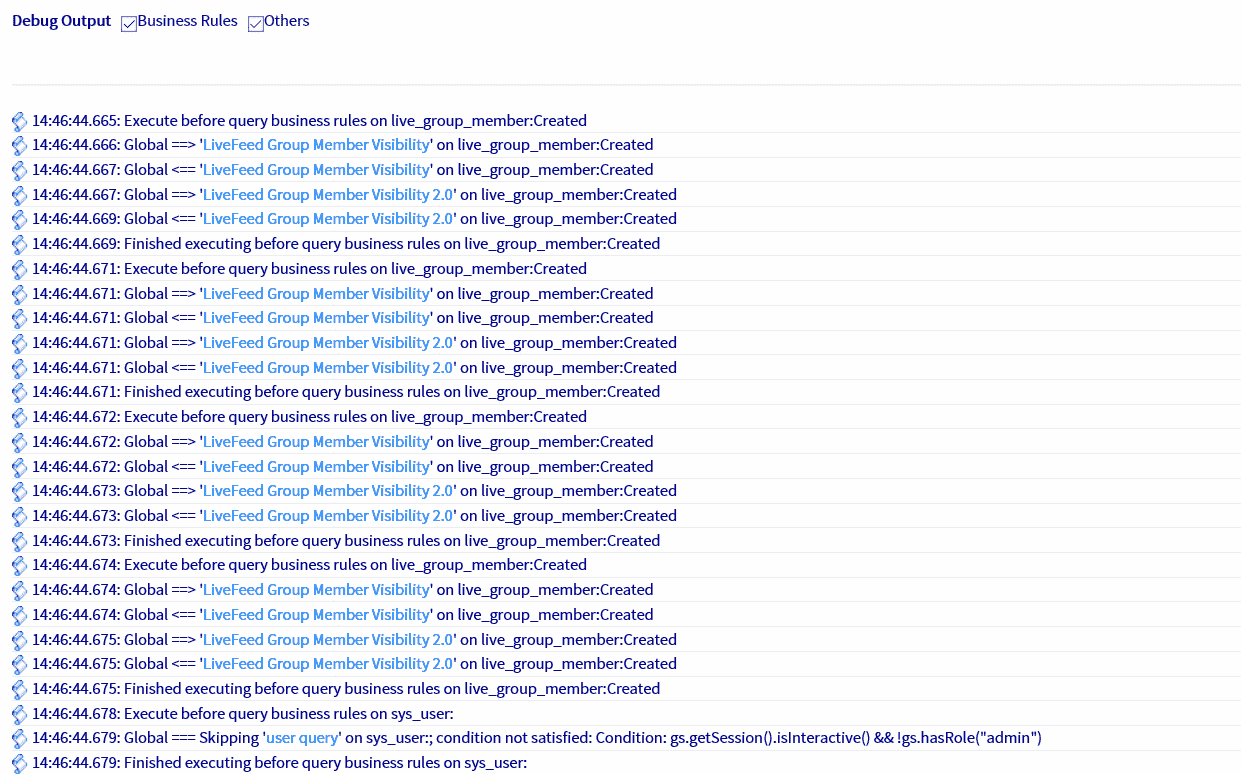 Debug Output Business Rules Others
14:46:44.665: Execute before query business rules on live_group_member:Created
14:46:44.666: Global ==> 'LiveFeed Group Member Visibility' on live_group_member:Created
14:46:44.667: Global <== 'LiveFeed Group Member Visibility' on live_group_member:Created
14:46:44.667: Global ==> 'LiveFeed Group Member Visibility 2.0' on live_group_member:Created
14:46:44.669: Global <== 'LiveFeed Group Member Visibility 2.0' on live_group_member:Created
14:46:44.669: Finished executing before query business rules on live_group_member:Created
14:46:44.671: Execute before query business rules on live_group_member:Created
14:46:44.671: Global ==> 'LiveFeed Group Member Visibility' on live_group_member:Created
14:46:44.671: Global <== 'LiveFeed Group Member Visibility' on live_group_member:Created
14:46:44.671: Global ==> 'LiveFeed Group Member Visibility 2.0' on live_group_member:Created
14:46:44.671: Global <== 'LiveFeed Group Member Visibility 2.0' on live_group_member:Created
14:46:44.671: Finished executing before query business rules on live_group_member:Created
14:46:44.672: Execute before query business rules on live_group_member:Created
14:46:44.672: Global ==> 'LiveFeed Group Member Visibility' on live_group_member:Created
14:46:44.672: Global <== 'LiveFeed Group Member Visibility' on live_group_member:Created
14:46:44.673: Global ==> 'LiveFeed Group Member Visibility 2.0' on live_group_member:Created
14:46:44.673: Global <== 'LiveFeed Group Member Visibility 2.0' on live_group_member:Created
14:46:44.673: Finished executing before query business rules on live_group_member:Created
14:46:44.674: Execute before query business rules on live_group_member:Created
14:46:44.674: Global ==> 'LiveFeed Group Member Visibility' on live_group_member:Created
14:46:44.674: Global <== 'LiveFeed Group Member Visibility' on live_group_member:Created
14:46:44.675: Global ==> 'LiveFeed Group Member Visibility 2.0' on live_group_member:Created
14:46:44.675: Global <== 'LiveFeed Group Member Visibility 2.0' on live_group_member:Created
14:46:44.675: Finished executing before query business rules on live_group_member:Created
14:46:44.678: Execute before query business rules on sys_user:
14:46:44.679: Global === Skipping 'user query' on sys_user:; condition not satisfied: Condition: gs.getSession().isInteractive() && !gs.hasRole("admin")
14:46:44.679: Finished executing before query business rules on sys_user: